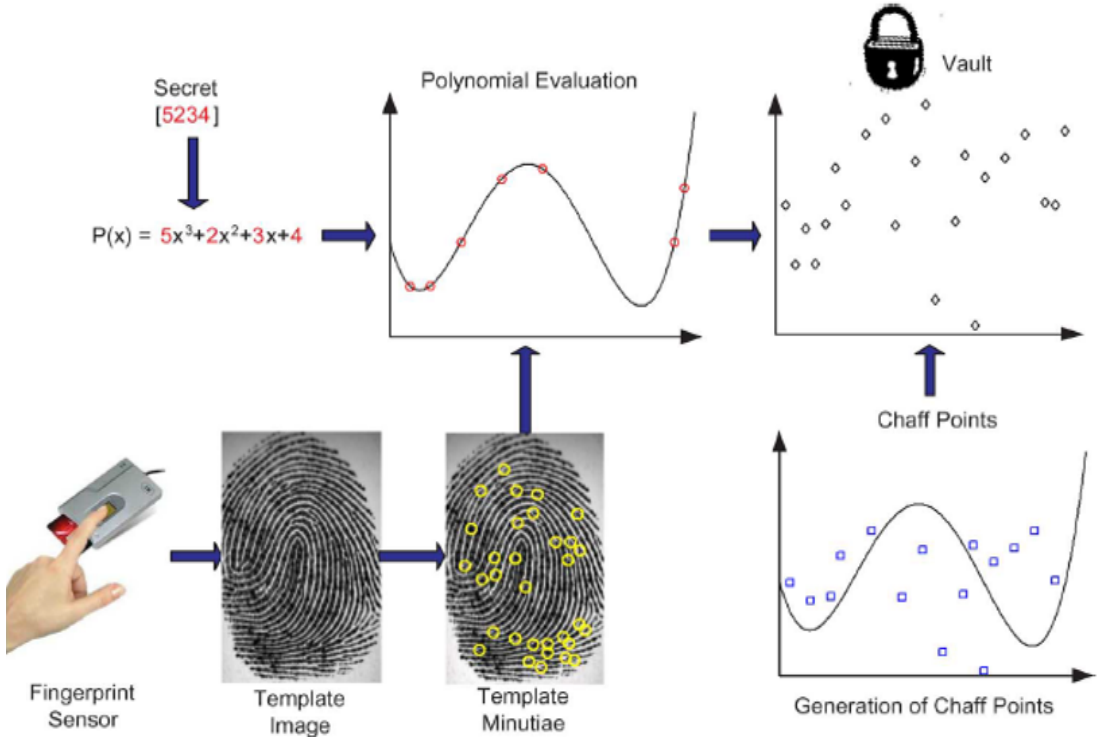 Secret
[5234]
P(x) = 5x³+2x²+3x+4
Polynomial Evaluation
Vault
Chaff Points
Fingerprint
Sensor
Template
Image
Template
Minutiae
Generation of Chaff Points